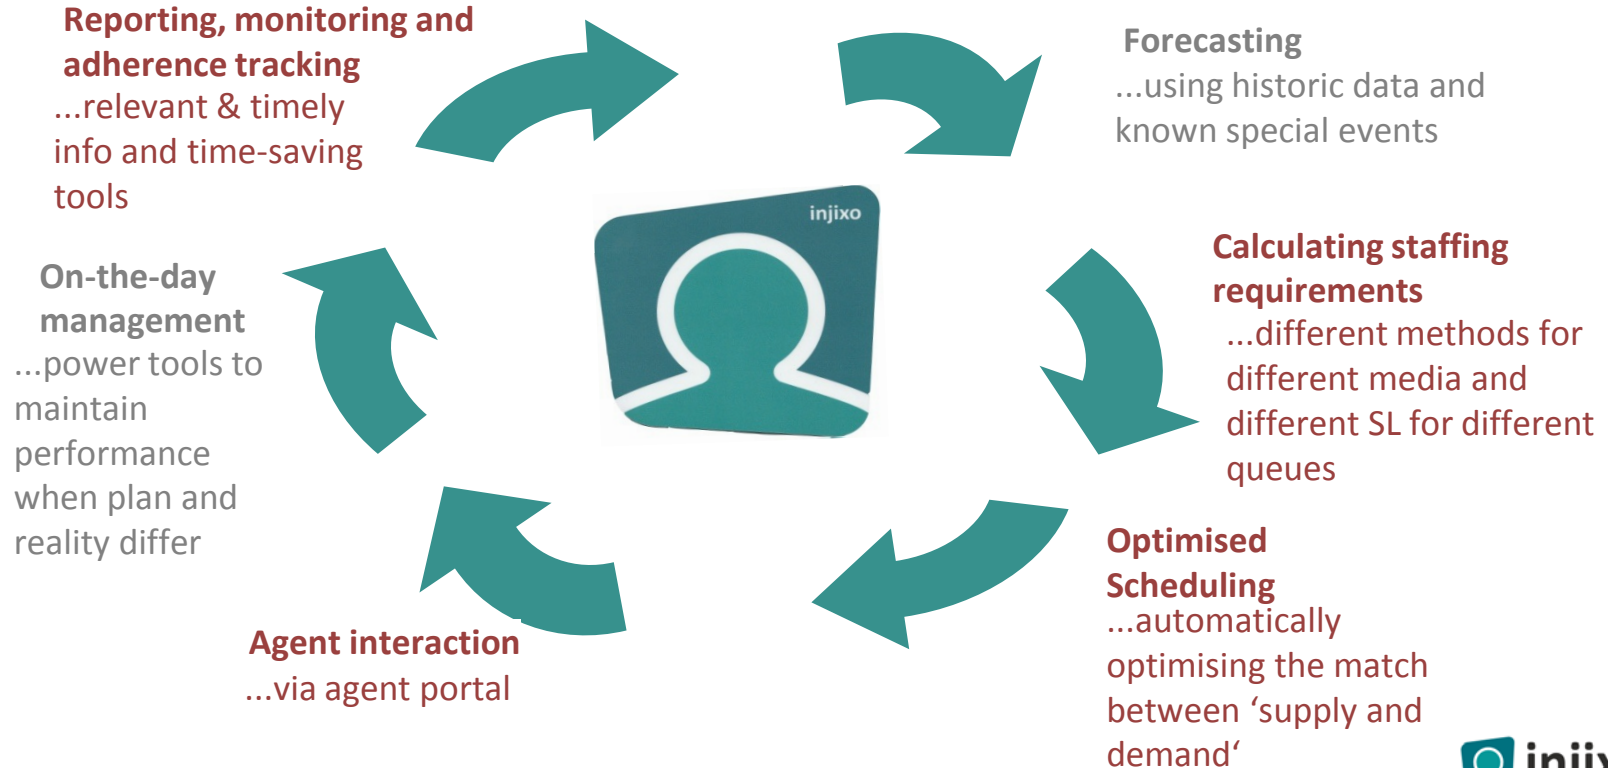 Reporting, monitoring and
adherence tracking
...relevant & timely
info and time-saving
tools
Forecasting
...using historic data and
known special events
injixo
Calculating staffing
requirements
...different methods for
different media and
different SL for different
queues
On-the-day
management
...power tools to
maintain
performance
when plan and
reality differ
Optimised
Scheduling
...automatically
optimising the match
between ‘supply and
demand‘
Agent interaction
...via agent portal